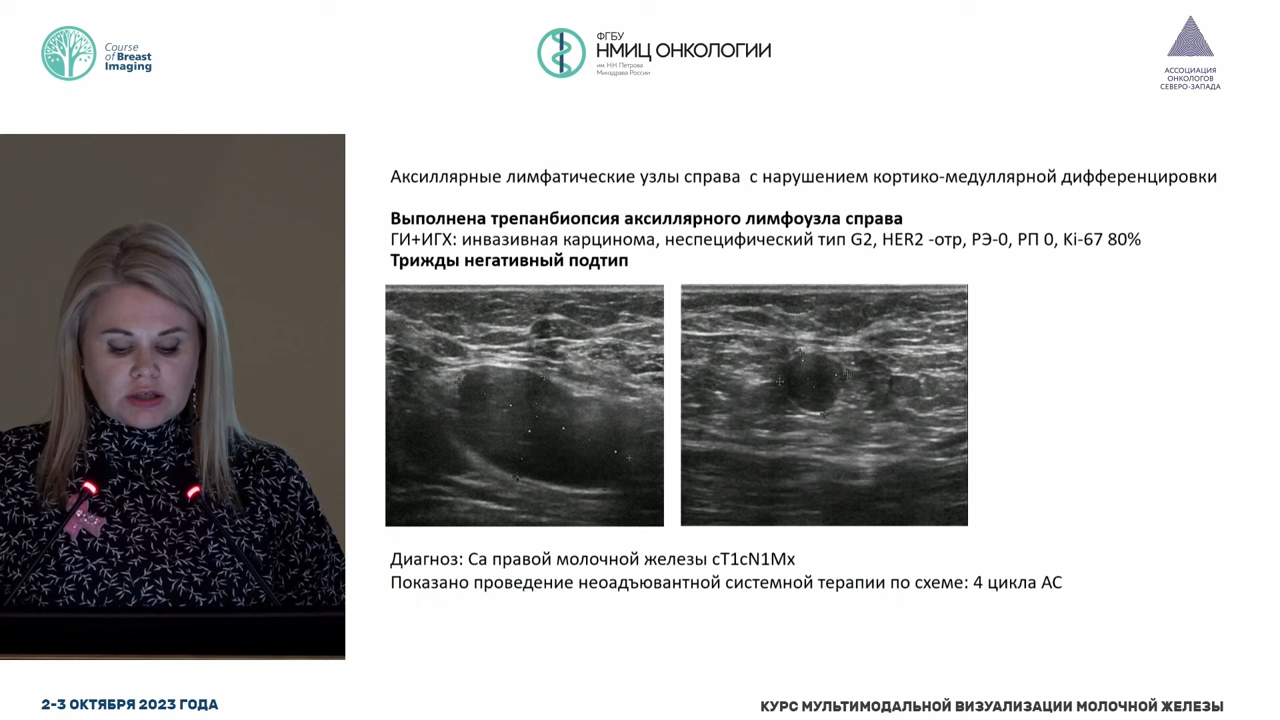 Course
of Breast
Imaging
ФГБУ
НМИЦ ОНКОЛОГИИ
им. Н.Н. Петрова
Минздрава России
АССОЦИАЦИЯ
ОНКОЛОГОВ
СЕВЕРО-ЗАПАДА
Аксиллярные лимфатические узлы справа с нарушением кортико-медуллярной дифференцировки
Выполнена трепанбиопсия аксиллярного лимфоузла справа
ГИ+ИГХ: инвазивная карцинома, неспецифический тип G2, HER2 -отр, РЭ-0, РП 0, Ki-67 80%
Трижды негативный подтип
Диагноз: Са правой молочной железы cT1cN1Mx
Показано проведение неоадъювантной системной терапии по схеме: 4 цикла АС
2-3 ОКТЯБРЯ 2023 ГОДА
КУРС МУЛЬТИМОДАЛЬНОЙ ВИЗУАЛИЗАЦИИ МОЛОЧНОЙ ЖЕЛЕЗЫ